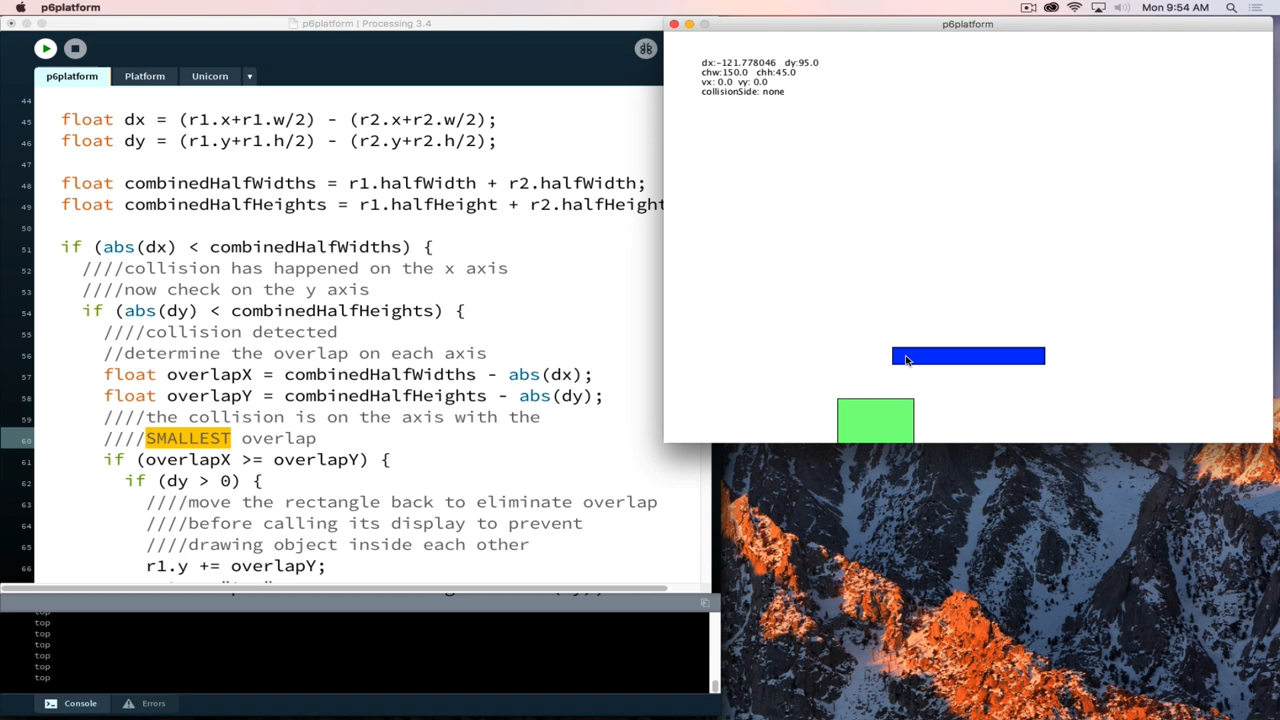 p6platform
Mon 9:54 AM
p6platform | Processing 3.4
p6platform
Platform
Unicorn
44
45 float dx = (r1.x+r1.w/2) - (r2.x+r2.w/2);
46 float dy = (r1.y+r1.h/2) - (r2.y+r2.h/2);
47
48 float combinedHalfWidths = r1.halfWidth + r2.halfWidth;
49 float combinedHalfHeights = r1.halfHeight + r2.halfHeight
50
51 if (abs(dx) < combinedHalfWidths) {
52 ////collision has happened on the x axis
53 ////now check on the y axis
54 if (abs(dy) < combinedHalfHeights) {
55 ////collision detected
56 //determine the overlap on each axis
57 float overlapX = combinedHalfWidths - abs(dx);
58 float overlapY = combinedHalfHeights - abs(dy);
59 ////the collision is on the axis with the
60 ////SMALLEST overlap
61 if (overlapX >= overlapY) {
62 if (dy > 0) {
63 ////move the rectangle back to eliminate overlap
64 ////before calling its display to prevent
65 ////drawing object inside each other
66 r1.y += overlapY;
top
top
top
top
top
top
top
Console
Errors
p6platform
dx:-121.778046 dy:95.0
chw:150.0 chh:45.0
vx: 0.0 vy: 0.0
collisionSide: none